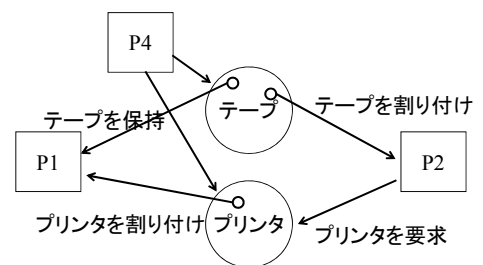 P4
テープ
テープを割り付け
テープを保持
P1
P2
プリンタを割り付け
プリンタ
プリンタを要求